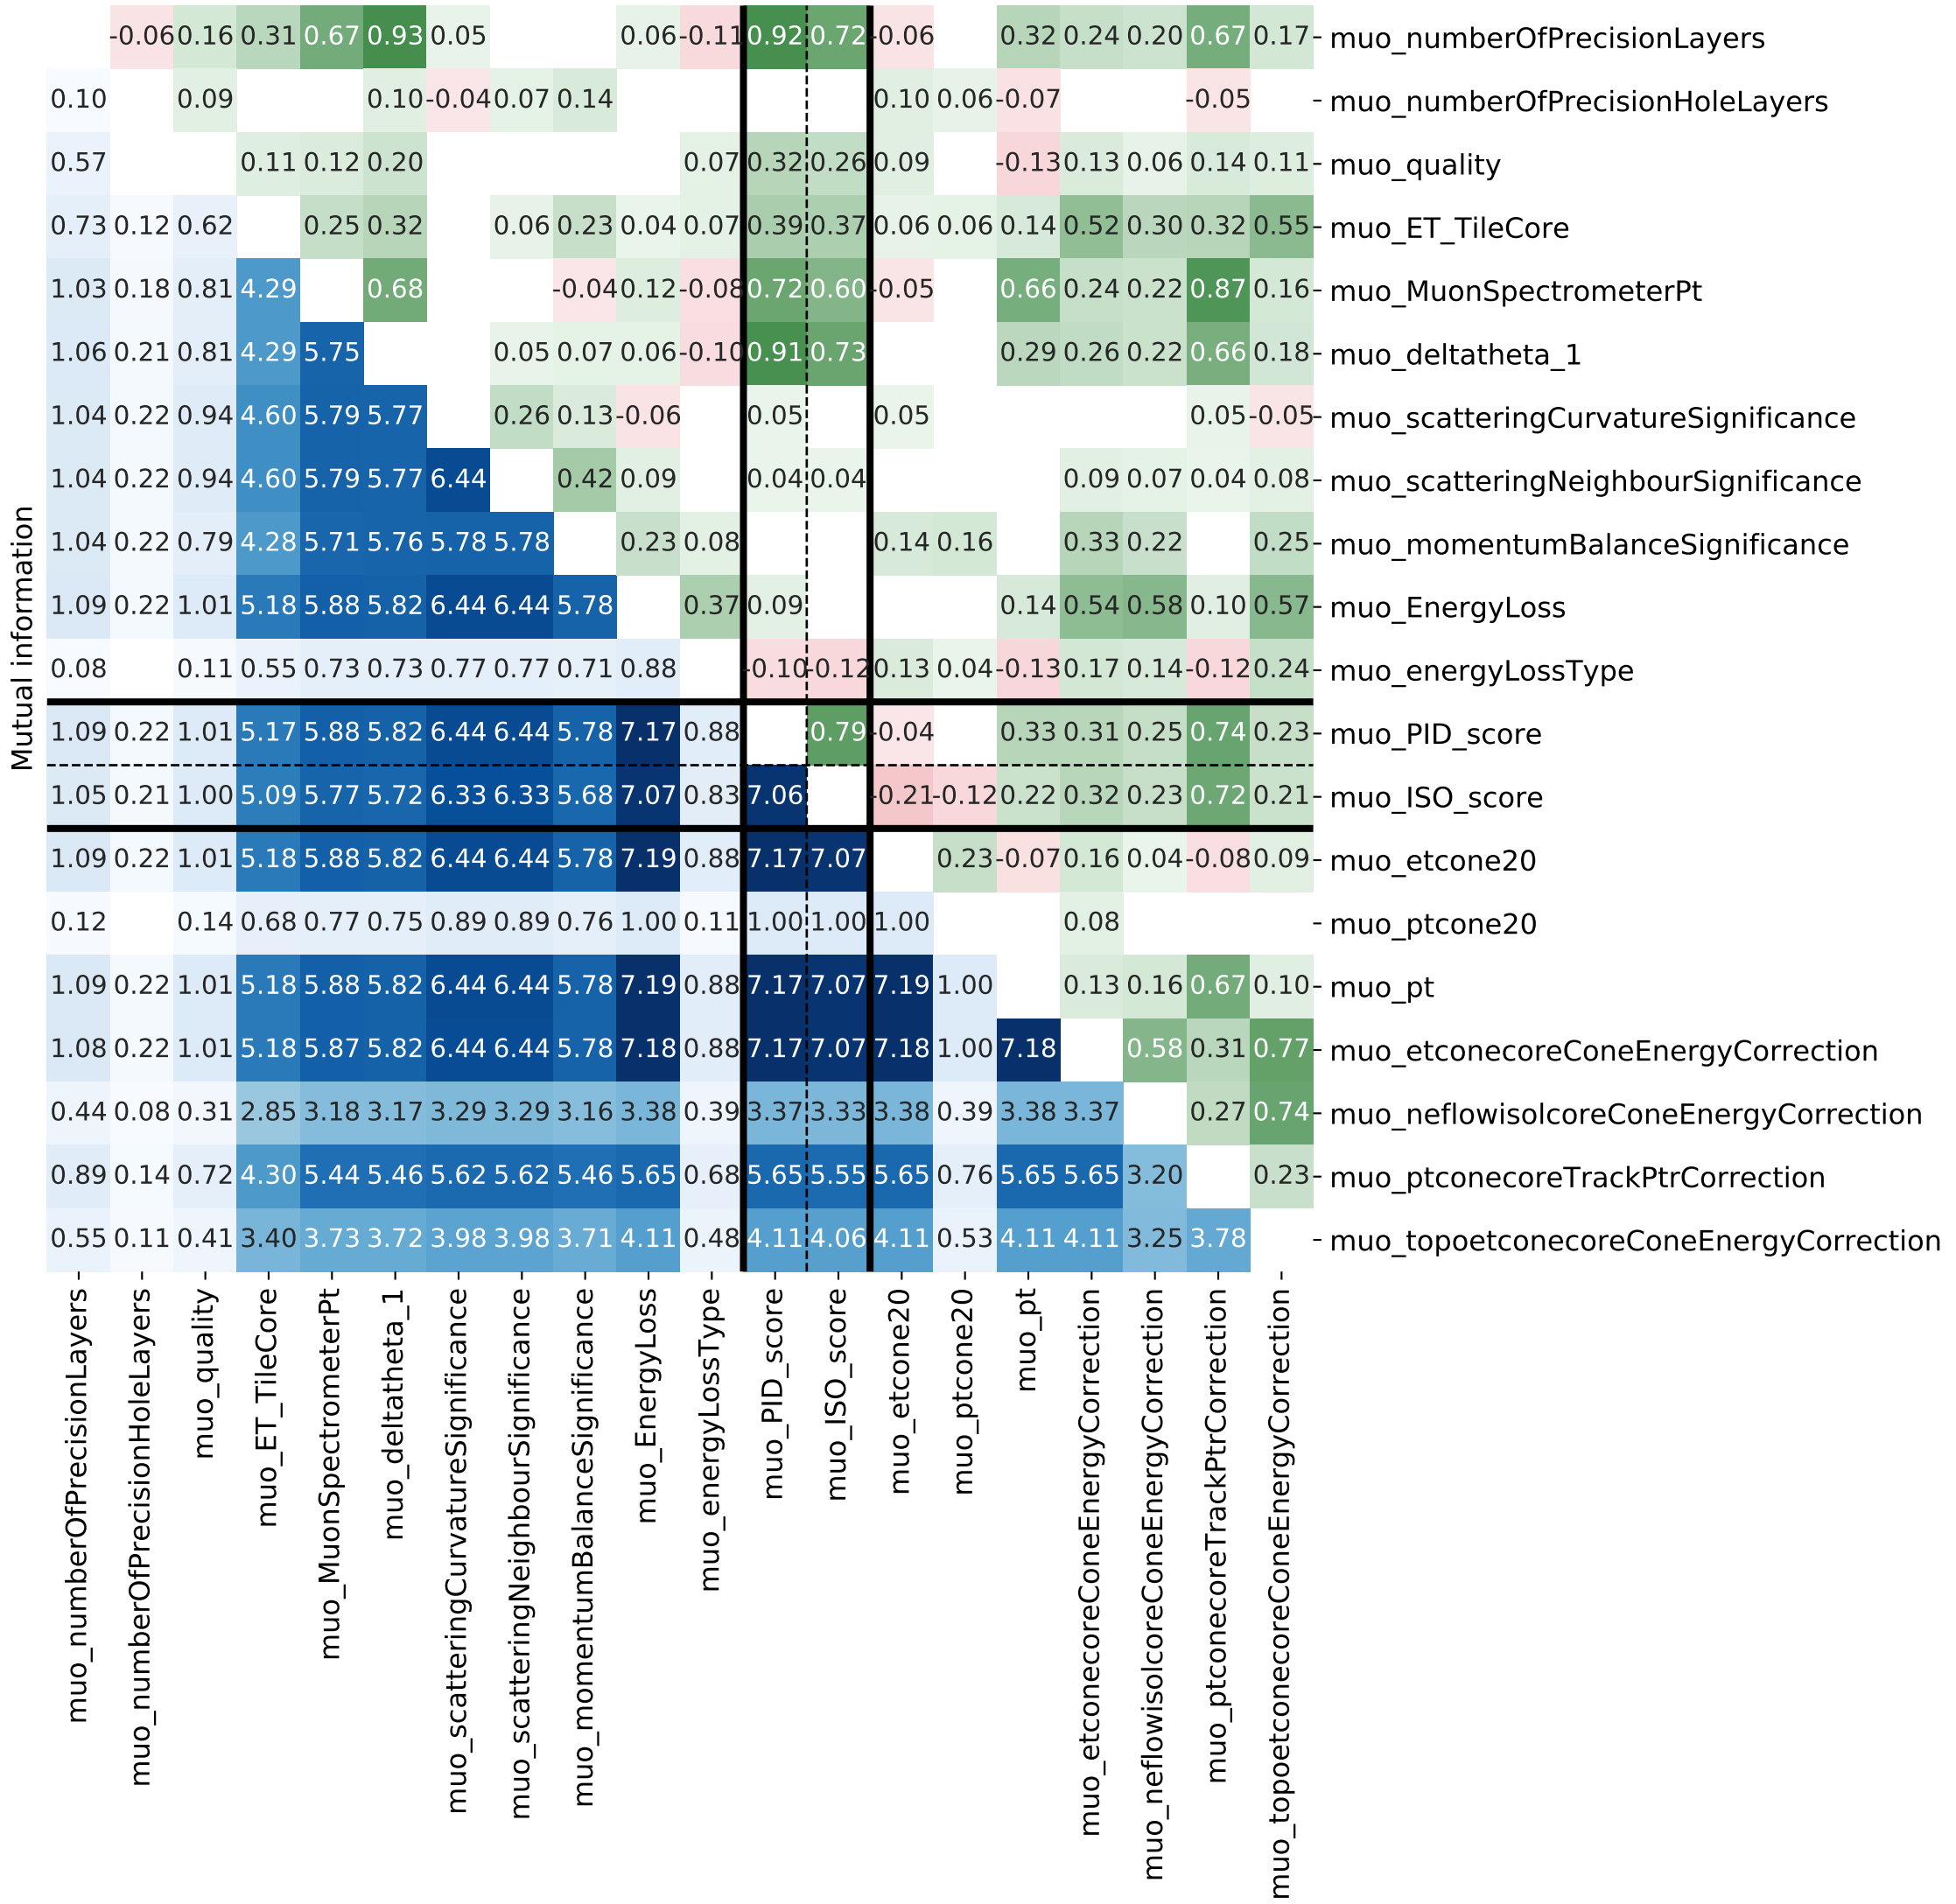 -0.06 0.16 0.31 0.67 0.93 0.05 0.06 -0.11 0.92 0.72 -0.06 0.32 0.24 0.20 0.67 0.17 muo_numberOfPrecisionLayers
0.10 0.09 0.10 -0.04 0.07 0.14 0.10 0.06 -0.07 -0.05 muo_numberOfPrecisionHoleLayers
0.57 0.11 0.12 0.20 0.07 0.32 0.26 0.09 -0.13 0.13 0.06 0.14 0.11 muo_quality
0.73 0.12 0.62 0.25 0.32 0.06 0.23 0.04 0.07 0.39 0.37 0.06 0.06 0.14 0.52 0.30 0.32 0.55 muo_ET_TileCore
1.03 0.18 0.81 4.29 0.68 -0.04 0.12 -0.08 0.72 0.60 -0.05 0.66 0.24 0.22 0.87 0.16 muo_MuonSpectrometerPt
1.06 0.21 0.81 4.29 5.75 0.05 0.07 0.06 -0.10 0.91 0.73 0.29 0.26 0.22 0.66 0.18 muo_deltatheta_1
1.04 0.22 0.94 4.60 5.79 5.77 0.26 0.13 -0.06 0.05 0.05 0.05 -0.05 muo_scatteringCurvatureSignificance
1.04 0.22 0.94 4.60 5.79 5.77 6.44 0.42 0.09 0.04 0.04 0.09 0.07 0.04 0.08 muo_scatteringNeighbourSignificance
1.04 0.22 0.79 4.28 5.71 5.76 5.78 5.78 0.23 0.08 0.14 0.16 0.33 0.22 0.25 muo_momentumBalanceSignificance
1.09 0.22 1.01 5.18 5.88 5.82 6.44 6.44 5.78 0.37 0.09 0.14 0.54 0.58 0.10 0.57 muo_EnergyLoss
0.08 0.11 0.55 0.73 0.73 0.77 0.77 0.71 0.88 -0.10 -0.12 0.13 0.04 -0.13 0.17 0.14 -0.12 0.24 muo_energyLossType
1.09 0.22 1.01 5.17 5.88 5.82 6.44 6.44 5.78 7.17 0.88 0.79 -0.04 0.33 0.31 0.25 0.74 0.23 muo_PID_score
1.05 0.21 1.00 5.09 5.77 5.72 6.33 6.33 5.68 7.07 0.83 7.06 -0.21 -0.12 0.22 0.32 0.23 0.72 0.21 muo_ISO_score
1.09 0.22 1.01 5.18 5.88 5.82 6.44 6.44 5.78 7.19 0.88 7.17 7.07 0.23 -0.07 0.16 0.04 -0.08 0.09 muo_etcone20
0.12 0.14 0.68 0.77 0.75 0.89 0.89 0.76 1.00 0.11 1.00 1.00 1.00 0.08 muo_ptcone20
1.09 0.22 1.01 5.18 5.88 5.82 6.44 6.44 5.78 7.19 0.88 7.17 7.07 7.19 1.00 0.13 0.16 0.67 0.10 muo_pt
1.08 0.22 1.01 5.18 5.87 5.82 6.44 6.44 5.78 7.18 0.88 7.17 7.07 7.18 1.00 7.18 0.58 0.31 0.77 muo_etconecoreConeEnergyCorrection
0.44 0.08 0.31 2.85 3.18 3.17 3.29 3.29 3.16 3.38 0.39 3.37 3.33 3.38 0.39 3.38 3.37 0.27 0.74 muo_neflowisolcoreConeEnergyCorrection
0.89 0.14 0.72 4.30 5.44 5.46 5.62 5.62 5.46 5.65 0.68 5.65 5.55 5.65 0.76 5.65 5.65 3.20 0.23 muo_ptconecoreTrackPtrCorrection
0.55 0.11 0.41 3.40 3.73 3.72 3.98 3.98 3.71 4.11 0.48 4.11 4.06 4.11 0.53 4.11 4.11 3.25 3.78 muo_topoetconecoreConeEnergyCorrection
Mutual information
muo_numberOfPrecisionLayers
muo_numberOfPrecisionHoleLayers
muo_quality
muo_ET_TileCore
muo_MuonSpectrometerPt
muo_deltatheta_1
muo_scatteringCurvatureSignificance
muo_scatteringNeighbourSignificance
muo_momentumBalanceSignificance
muo_EnergyLoss
muo_energyLossType
muo_PID_score
muo_ISO_score
muo_etcone20
muo_ptcone20
muo_pt
muo_etconecoreConeEnergyCorrection
muo_neflowisolcoreConeEnergyCorrection
muo_ptconecoreTrackPtrCorrection
muo_topoetconecoreConeEnergyCorrection